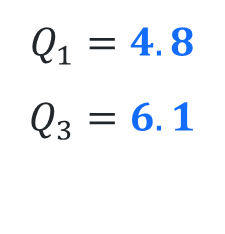 Q₁ = 4.8
Q₃ = 6.1